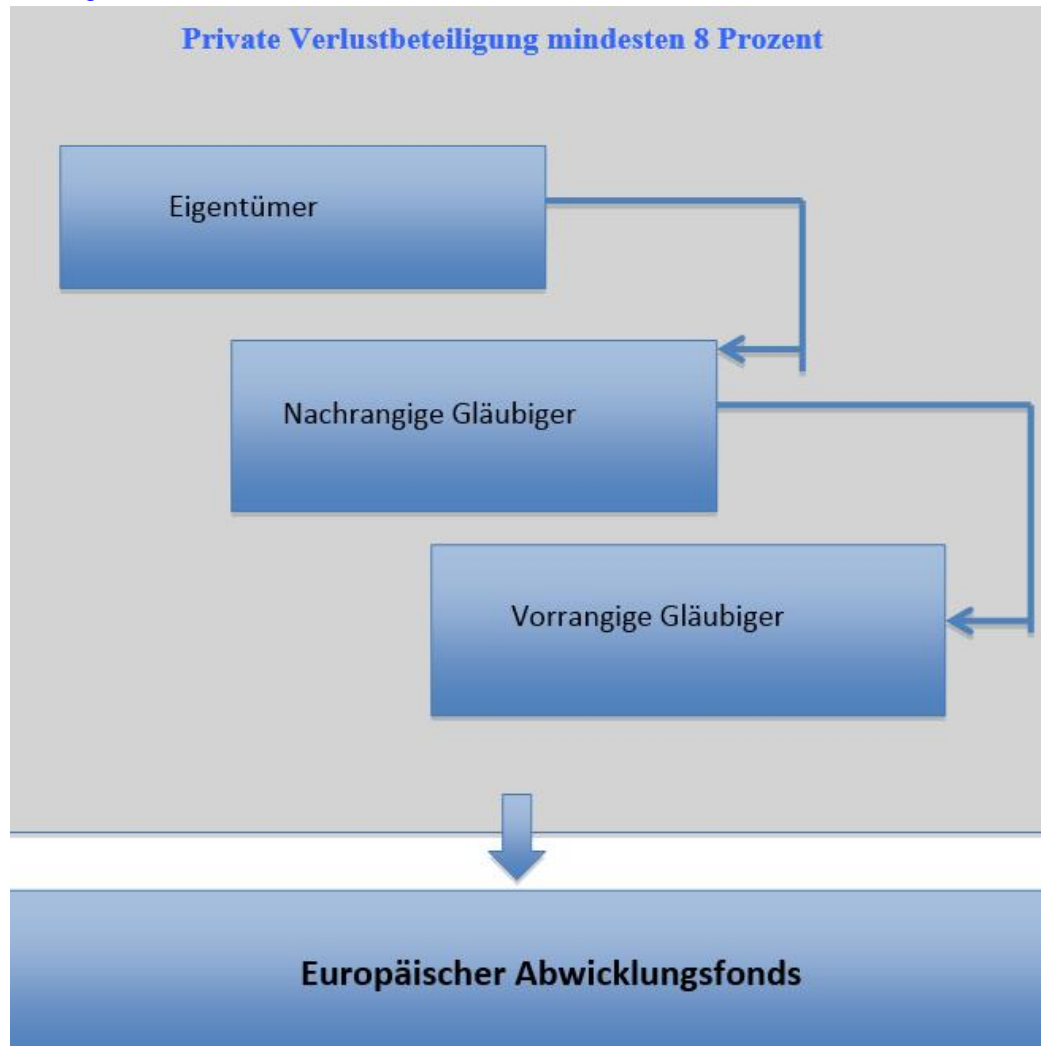 Private Verlustbeteiligung mindesten 8 Prozent
Eigentümer
Nachrangige Gläubiger
Vorrangige Gläubiger
Europäischer Abwicklungsfonds